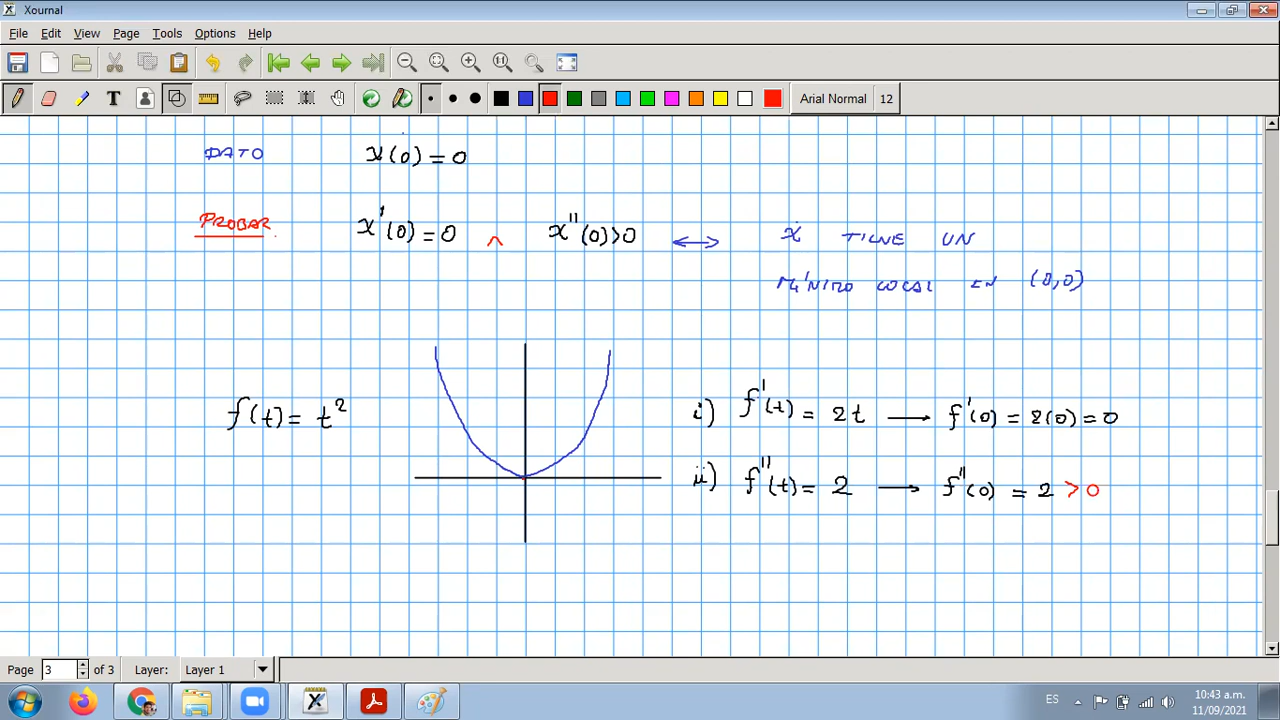 Xournal
File Edit View Page Tools Options Help
Arial Normal 12
DATO x(0) = 0
PROBAR x'(0) = 0 ^ x''(0)>0 ⟷ x TIENE UN
MÍNIMO LOCAL EN (0,0)
f(t) = t² i) f'(t) = 2t ⟶ f'(0) = 2(0) = 0
ii) f''(t) = 2 ⟶ f''(0) = 2 > 0
Page 3 of 3 Layer: Layer 1
ES 10:43 a.m.
11/09/2021